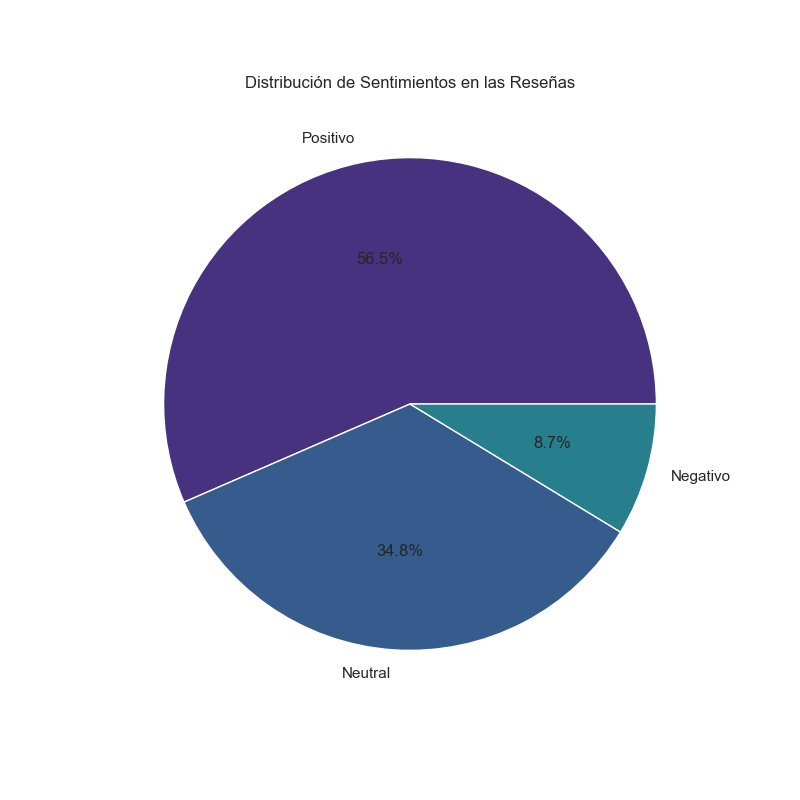 Distribución de Sentimientos en las Reseñas
Positivo
56.5%
8.7%
Negativo
34.8%
Neutral